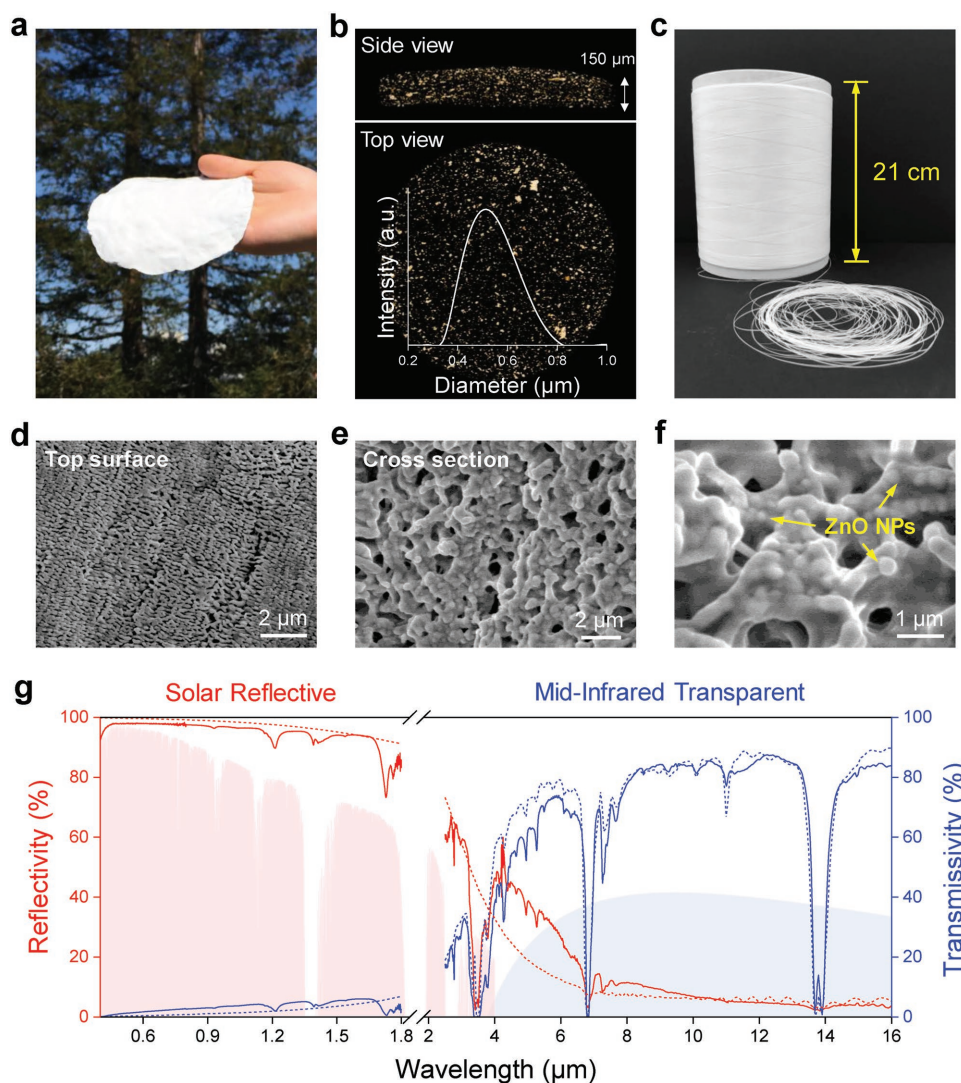 a
b
c
Side view
150 µm
Top view
Intensity (a.u.)
0.2 0.4 0.6 0.8 1.0
Diameter (µm)
21 cm
d
e
f
Top surface
2 µm
Cross section
2 µm
ZnO NPs
1 µm
g
Solar Reflective
Mid-Infrared Transparent
100
80
60
40
20
0
Reflectivity (%)
100
80
60
40
20
0
Transmissivity (%)
0.6 0.9 1.2 1.5 1.8 2 4 6 8 10 12 14 16
Wavelength (µm)